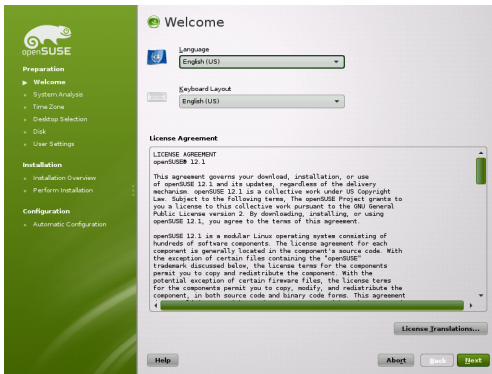 openSUSE
Preparation
Welcome
System Analysis
Time Zone
Desktop Selection
Disk
User Settings
Installation
Installation Overview
Perform Installation
Configuration
Automatic Configuration
Welcome
Language
English (US)
Keyboard Layout
English (US)
License Agreement
LICENSE AGREEMENT
openSUSE® 12.1
This agreement governs your download, installation, or use
of openSUSE 12.1 and its updates, regardless of the delivery
mechanism. openSUSE 12.1 is a collective work under US Copyright
Law. Subject to the following terms, The openSUSE Project grants to
you a license to this collective work pursuant to the GNU General
Public License version 2. By downloading, installing, or using
openSUSE 12.1, you agree to the terms of this agreement.
openSUSE 12.1 is a modular Linux operating system consisting of
hundreds of software components. The license agreement for each
component is generally located in the component's source code. With
the exception of certain files containing the "openSUSE"
trademark discussed below, the license terms for the components
permit you to copy and redistribute the component. With the
potential exception of certain firmware files, the license terms
for the components permit you to copy, modify, and redistribute the
component, in both source code and binary code forms. This agreement
License Translations...
Help
Abort
Back
Next